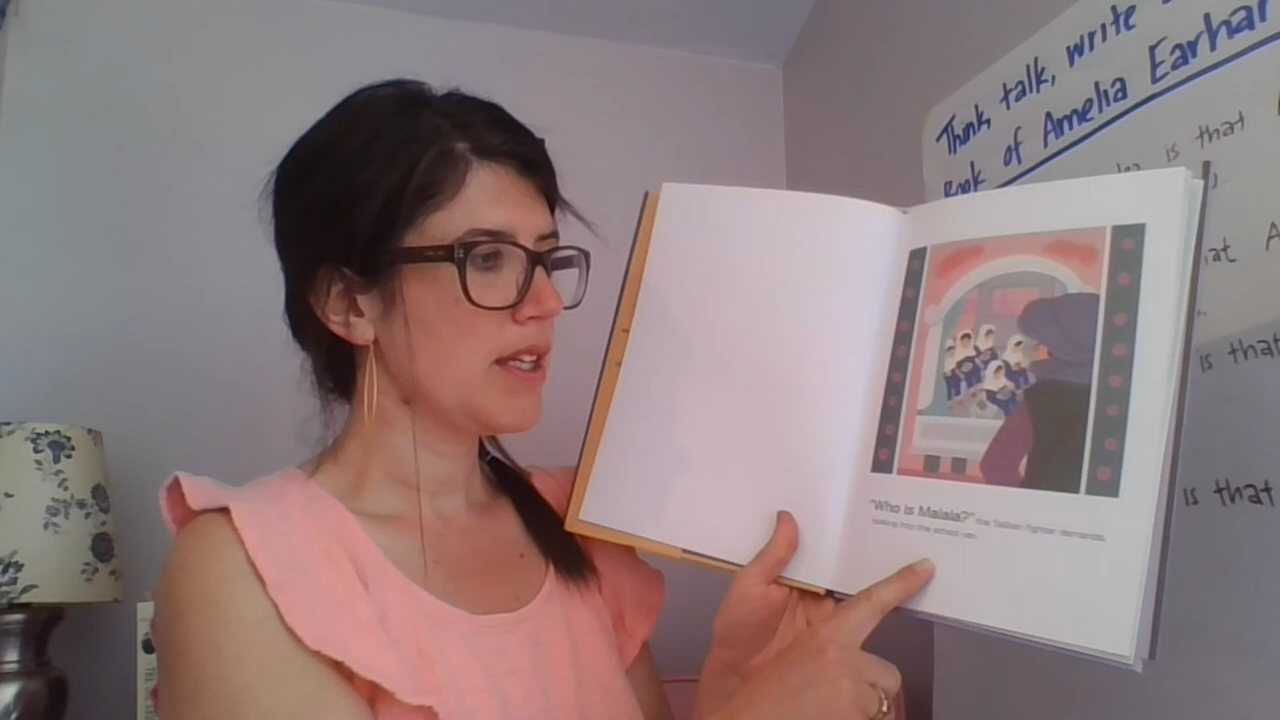 Think, talk, write
Book of Amelia Earhar
is that
iat A
is that
is that
"Who is Malala?" the Taliban fighter demands,
looking into the school van.